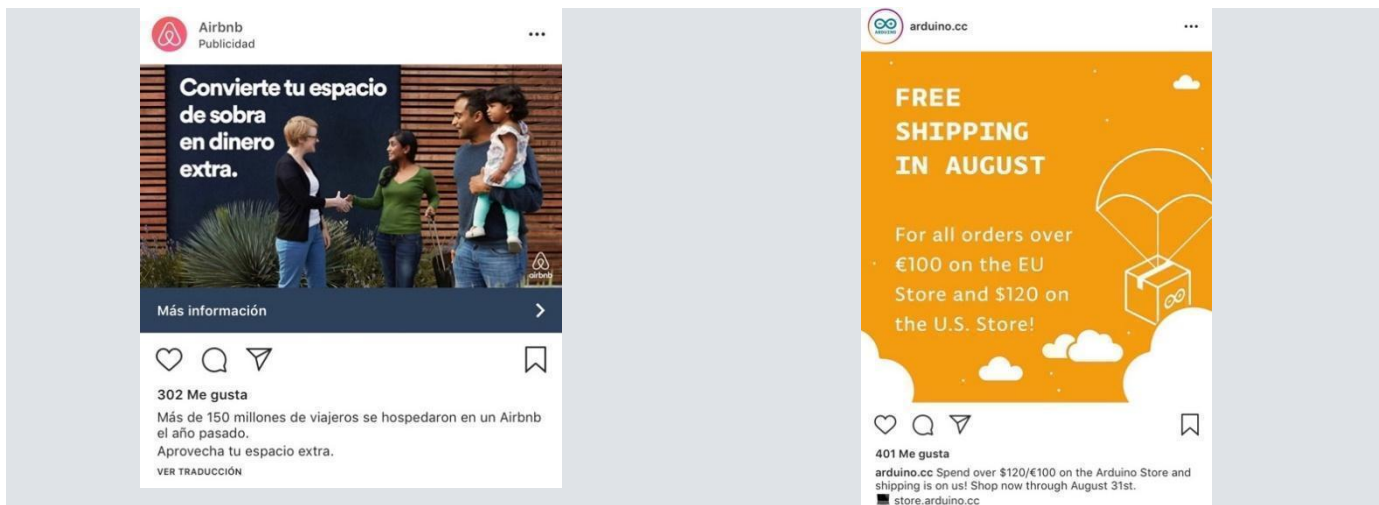 Airbnb
Publicidad
Convierte tu espacio
de sobra
en dinero
extra.
airbnb
Más información
302 Me gusta
Más de 150 millones de viajeros se hospedaron en un Airbnb
el año pasado.
Aprovecha tu espacio extra.
VER TRADUCCIÓN
ARDUINO
arduino.cc
FREE
SHIPPING
IN AUGUST
For all orders over
€100 on the EU
Store and $120 on
the U.S. Store!
401 Me gusta
arduino.cc Spend over $120/€100 on the Arduino Store and
shipping is on us! Shop now through August 31st.
store.arduino.cc